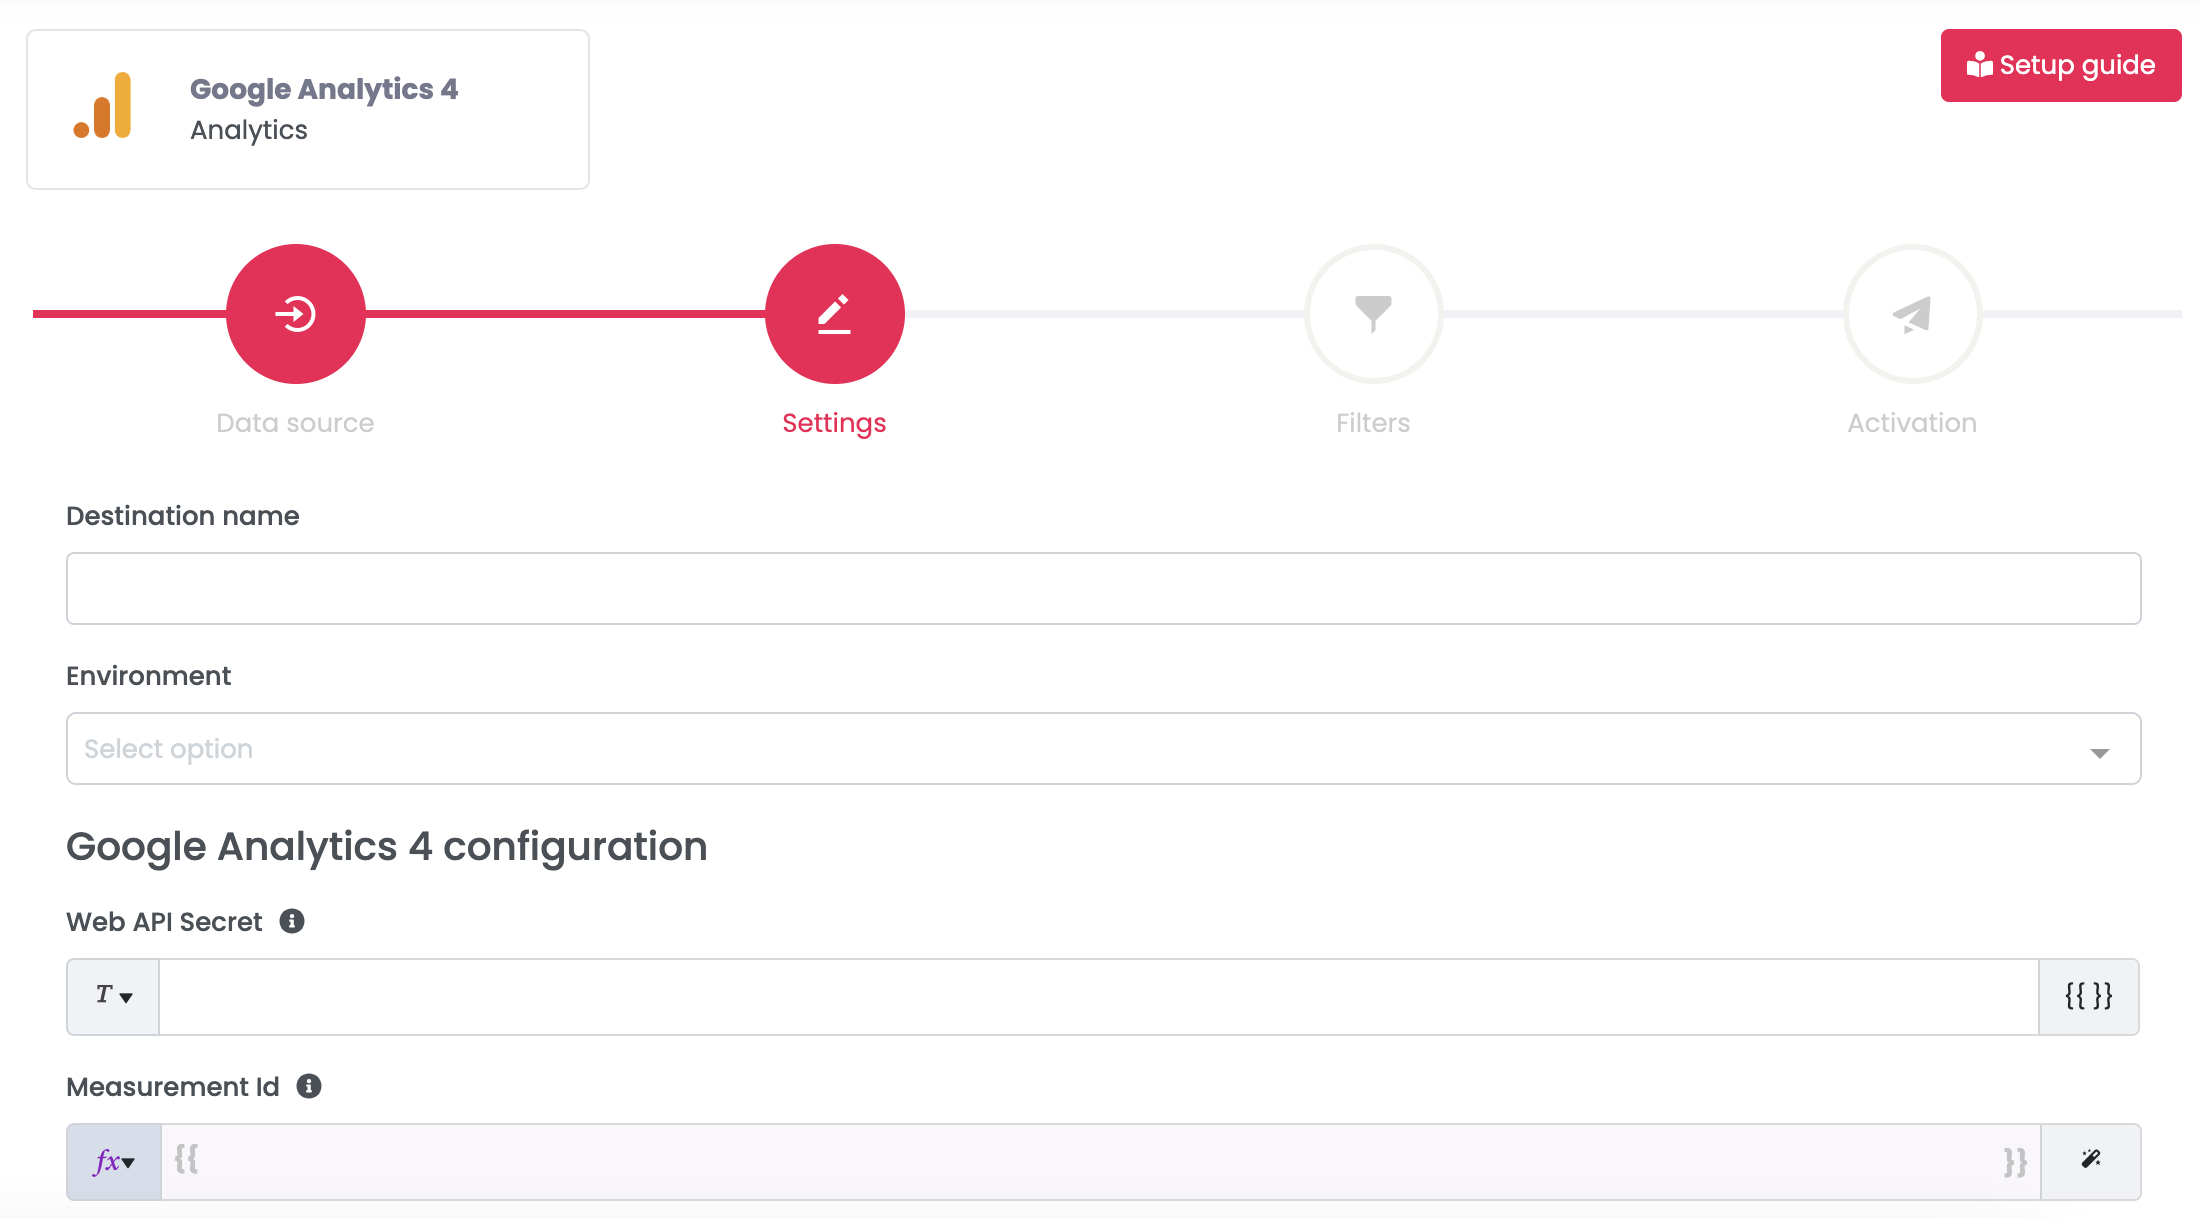 Google Analytics 4
Analytics
Setup guide
Data source
Settings
Filters
Activation
Destination name
Environment
Select option
Google Analytics 4 configuration
Web API Secret
T
{{ }}
Measurement Id
fx
{{
}}